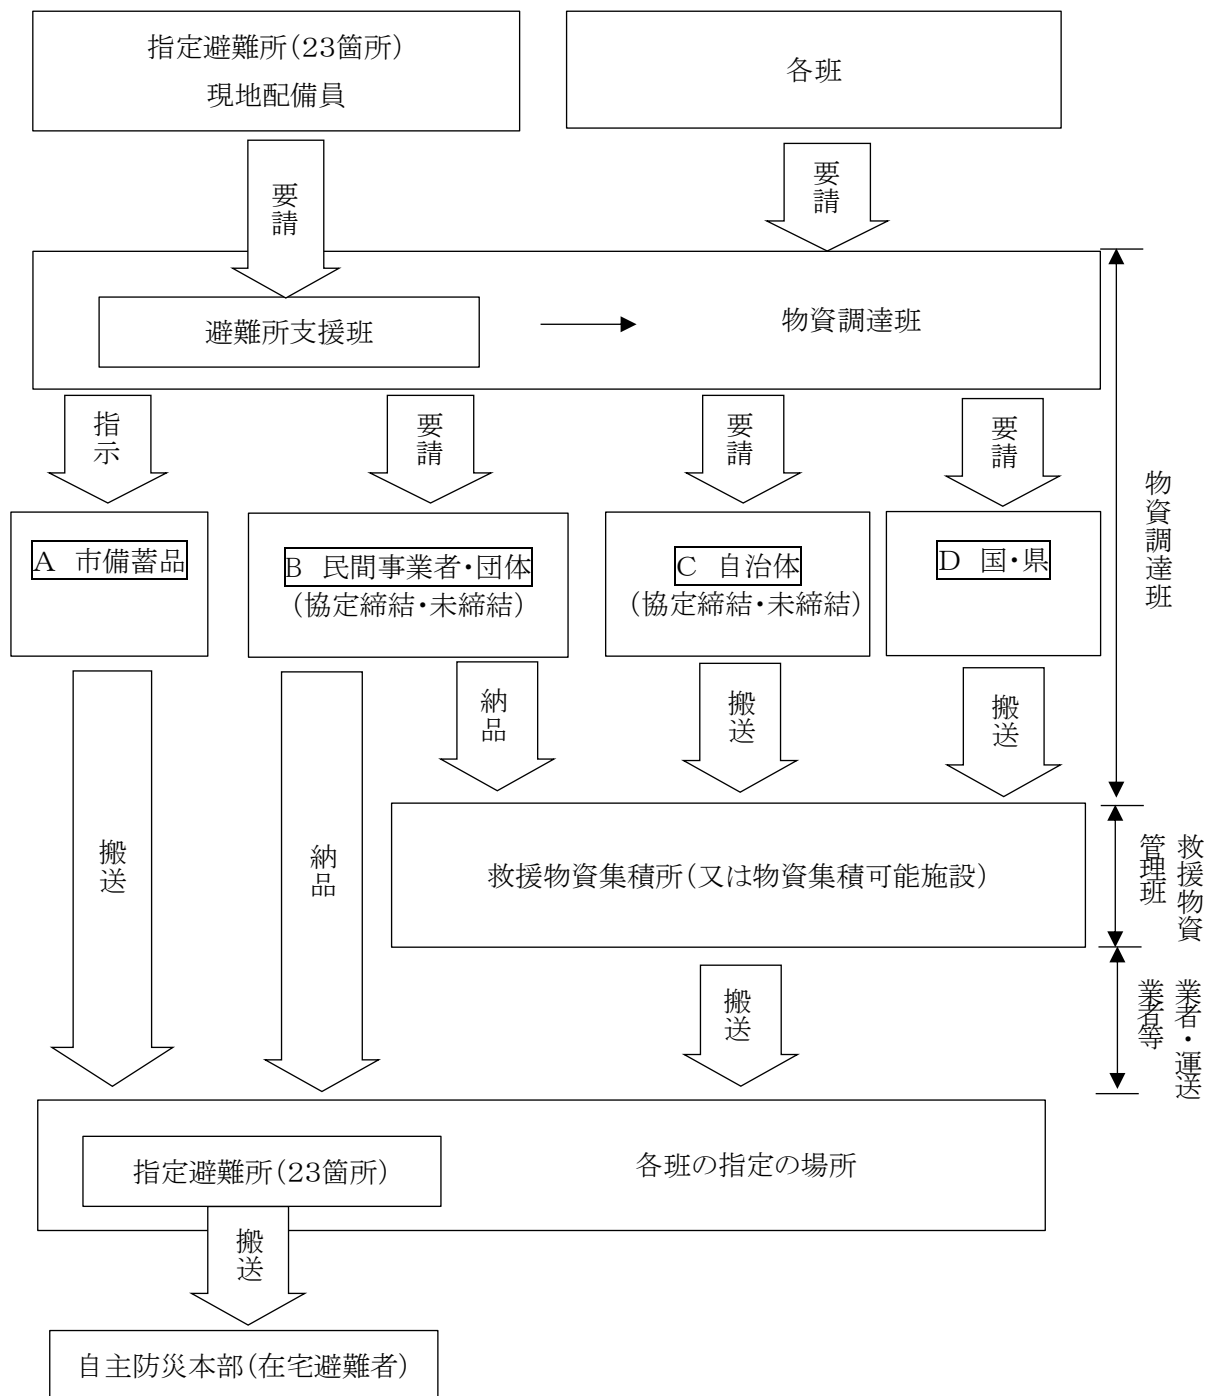 指定避難所(23箇所)
現地配備員
各班
要請
要請
避難所支援班
物資調達班
指示
要請
要請
要請
A 市備蓄品
B 民間事業者・団体
(協定締結・未締結)
C 自治体
(協定締結・未締結)
D 国・県
物資調達班
納品
搬送
搬送
搬送
納品
救援物資集積所(又は物資集積可能施設)
救援物資
管理班
搬送
業者・運送
業者等
指定避難所(23箇所)
各班の指定の場所
搬送
自主防災本部(在宅避難者)